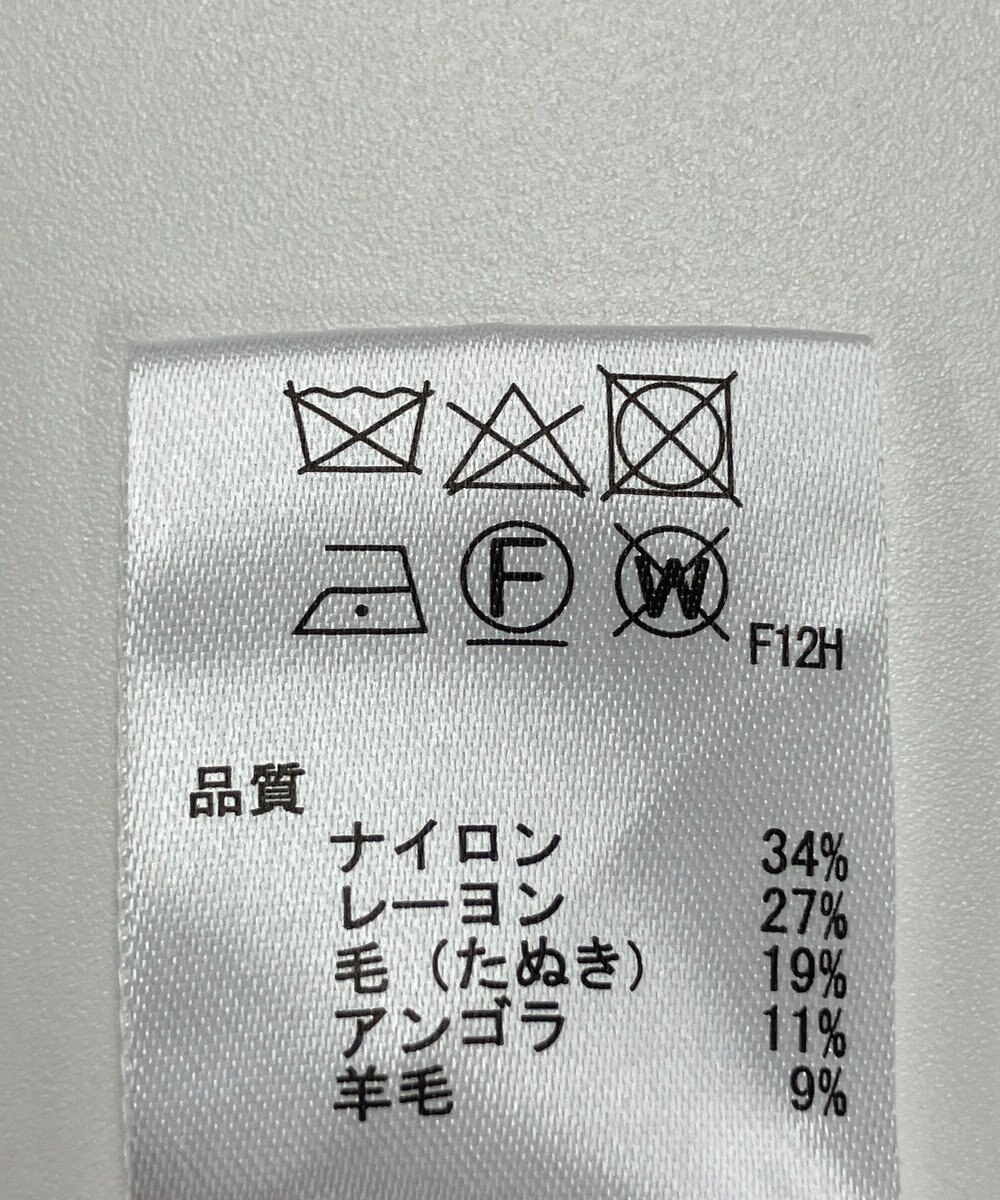 F W F12H
品質
ナイロン 34%
レーヨン 27%
毛（たぬき） 19%
アンゴラ 11%
羊毛 9%